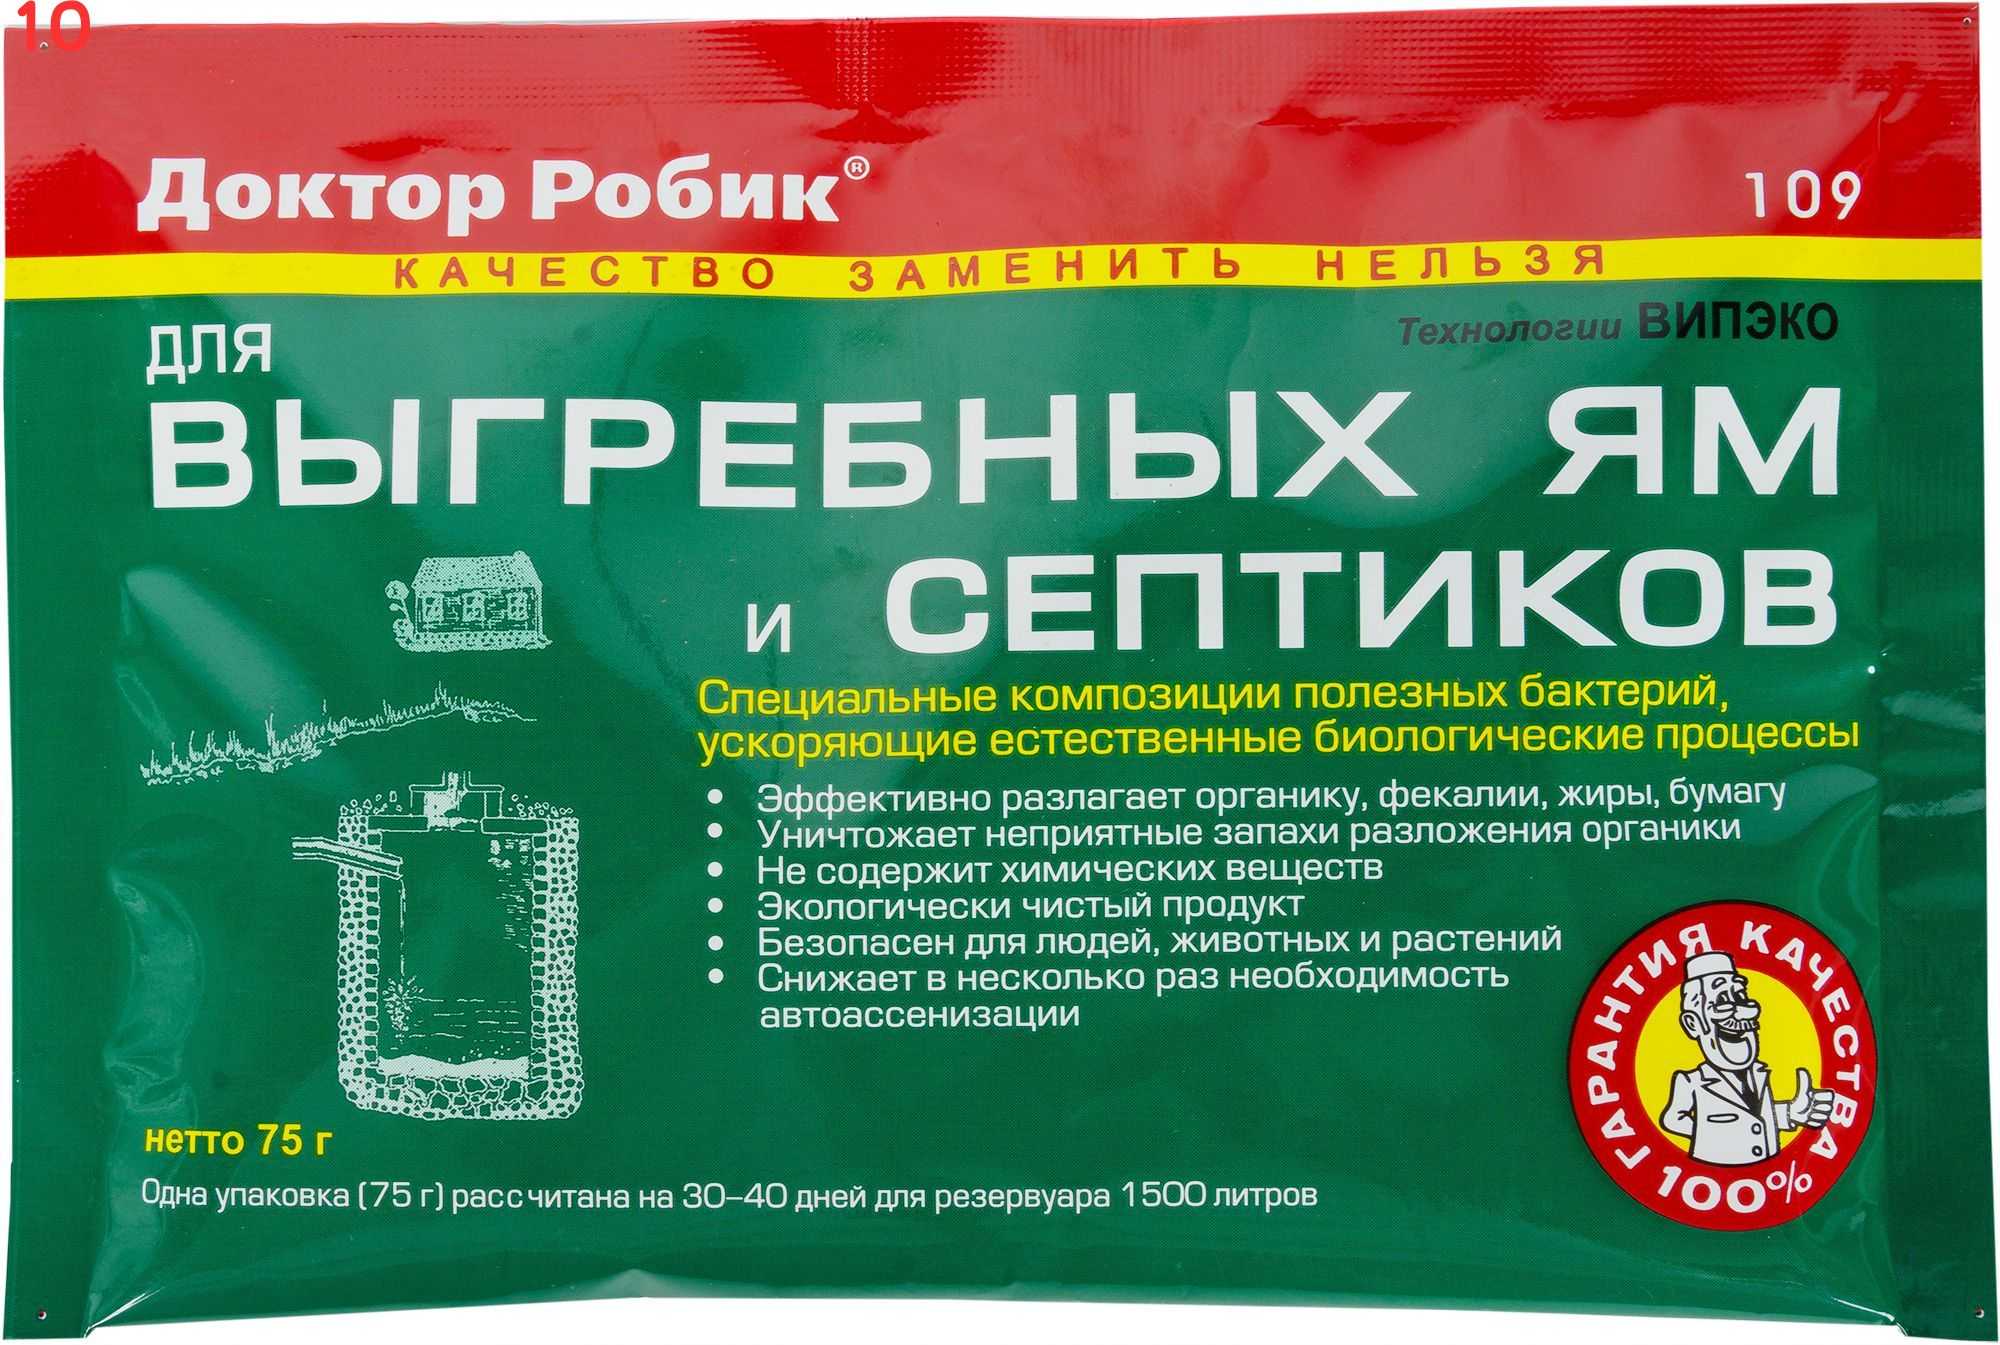 10
Доктор Робик®
109
КАЧЕСТВО ЗАМЕНИТЬ НЕЛЬЗЯ
Технологии ВИПЭКО
ДЛЯ
ВЫГРЕБНЫХ ЯМ
и СЕПТИКОВ
Специальные композиции полезных бактерий,
ускоряющие естественные биологические процессы
• Эффективно разлагает органику, фекалии, жиры, бумагу
• Уничтожает неприятные запахи разложения органики
• Не содержит химических веществ
• Экологически чистый продукт
• Безопасен для людей, животных и растений
• Снижает в несколько раз необходимость
автоассенизации
ГАРАНТИЯ КАЧЕСТВА
100%
нетто 75 г
Одна упаковка (75 г) рассчитана на 30–40 дней для резервуара 1500 литров